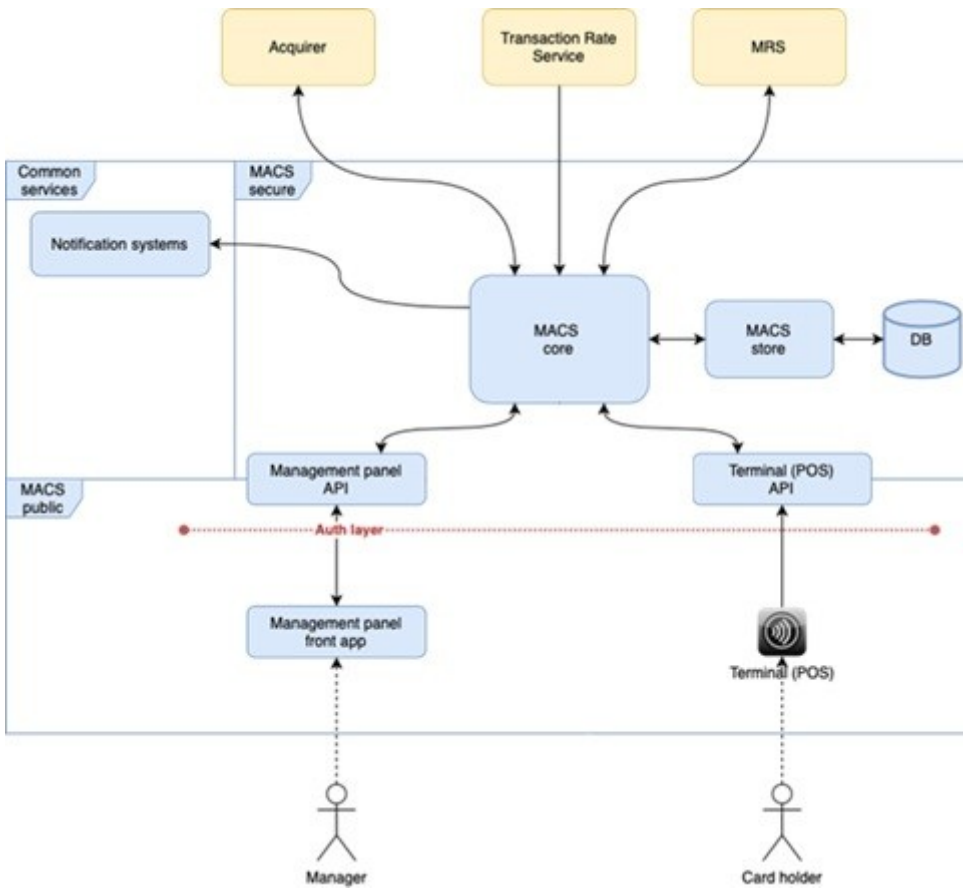 Acquirer
Transaction Rate
Service
MRS
Common
services
MACS
secure
Notification systems
MACS
core
MACS
store
DB
Management panel
API
Terminal (POS)
API
MACS
public
Auth layer
Management panel
front app
Terminal (POS)
Manager
Card holder